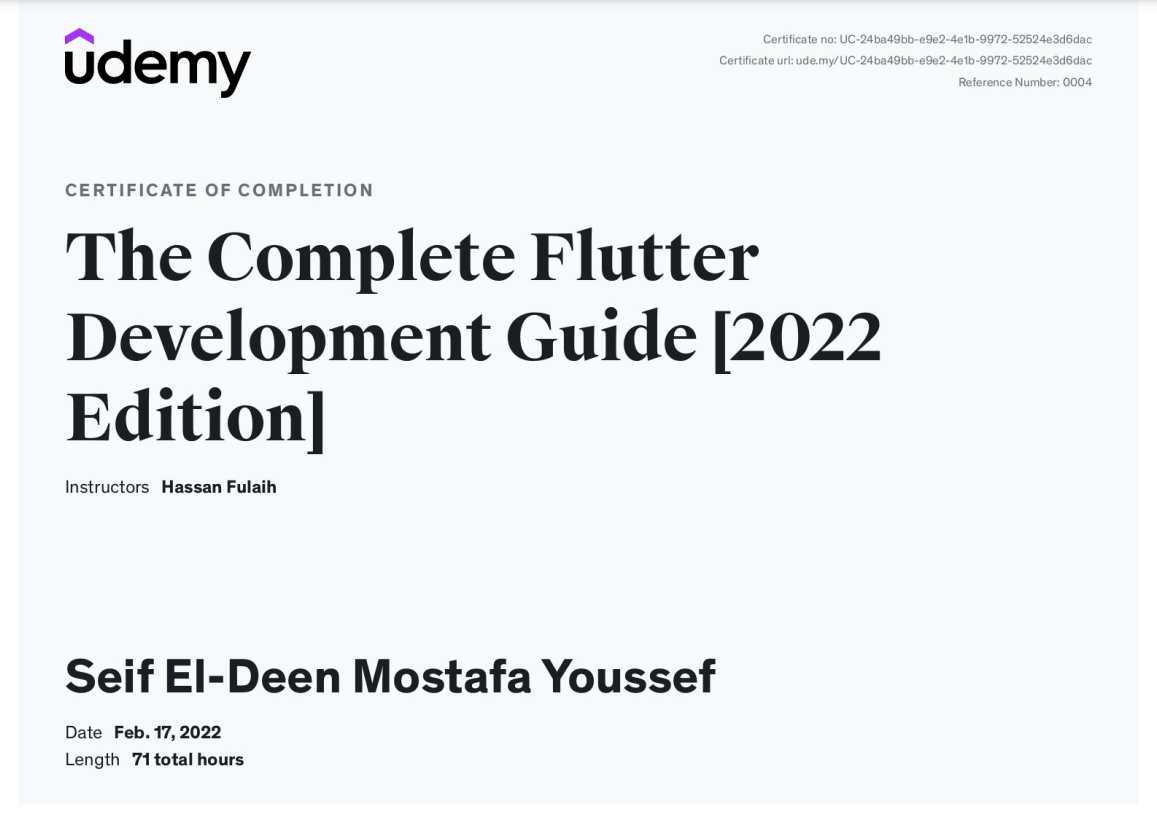 udemy
Certificate no: UC-24ba49bb-e9e2-4e1b-9972-52524e3d6dac
Certificate url: ude.my/UC-24ba49bb-e9e2-4e1b-9972-52524e3d6dac
Reference Number: 0004
CERTIFICATE OF COMPLETION
The Complete Flutter
Development Guide [2022
Edition]
Instructors Hassan Fulaih
Seif El-Deen Mostafa Youssef
Date Feb. 17, 2022
Length 71 total hours